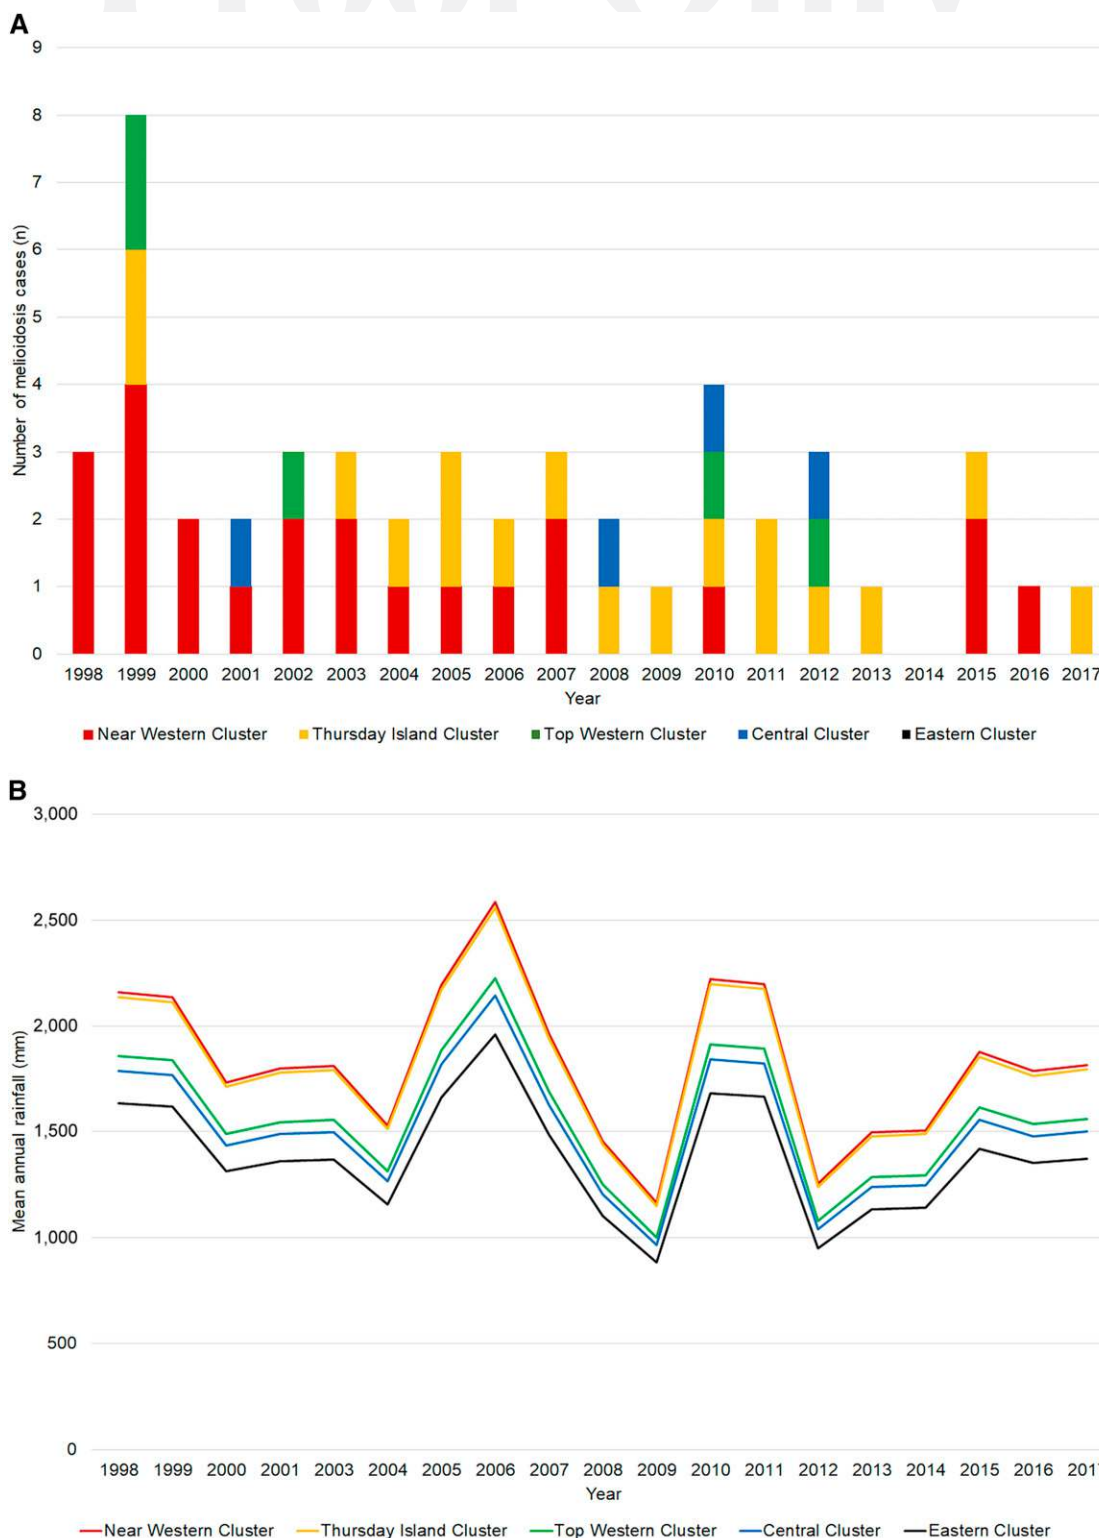 A
9
8
7
6
5
4
3
2
1
0
Number of melioidosis cases (n)
1998 1999 2000 2001 2002 2003 2004 2005 2006 2007 2008 2009 2010 2011 2012 2013 2014 2015 2016 2017
Year
Near Western Cluster Thursday Island Cluster Top Western Cluster Central Cluster Eastern Cluster
B
3,000
2,500
2,000
1,500
1,000
500
0
Mean annual rainfall (mm)
1998 1999 2000 2001 2003 2004 2005 2006 2007 2008 2009 2010 2011 2012 2013 2014 2015 2016 2017
Year
Near Western Cluster Thursday Island Cluster Top Western Cluster Central Cluster Eastern Cluster